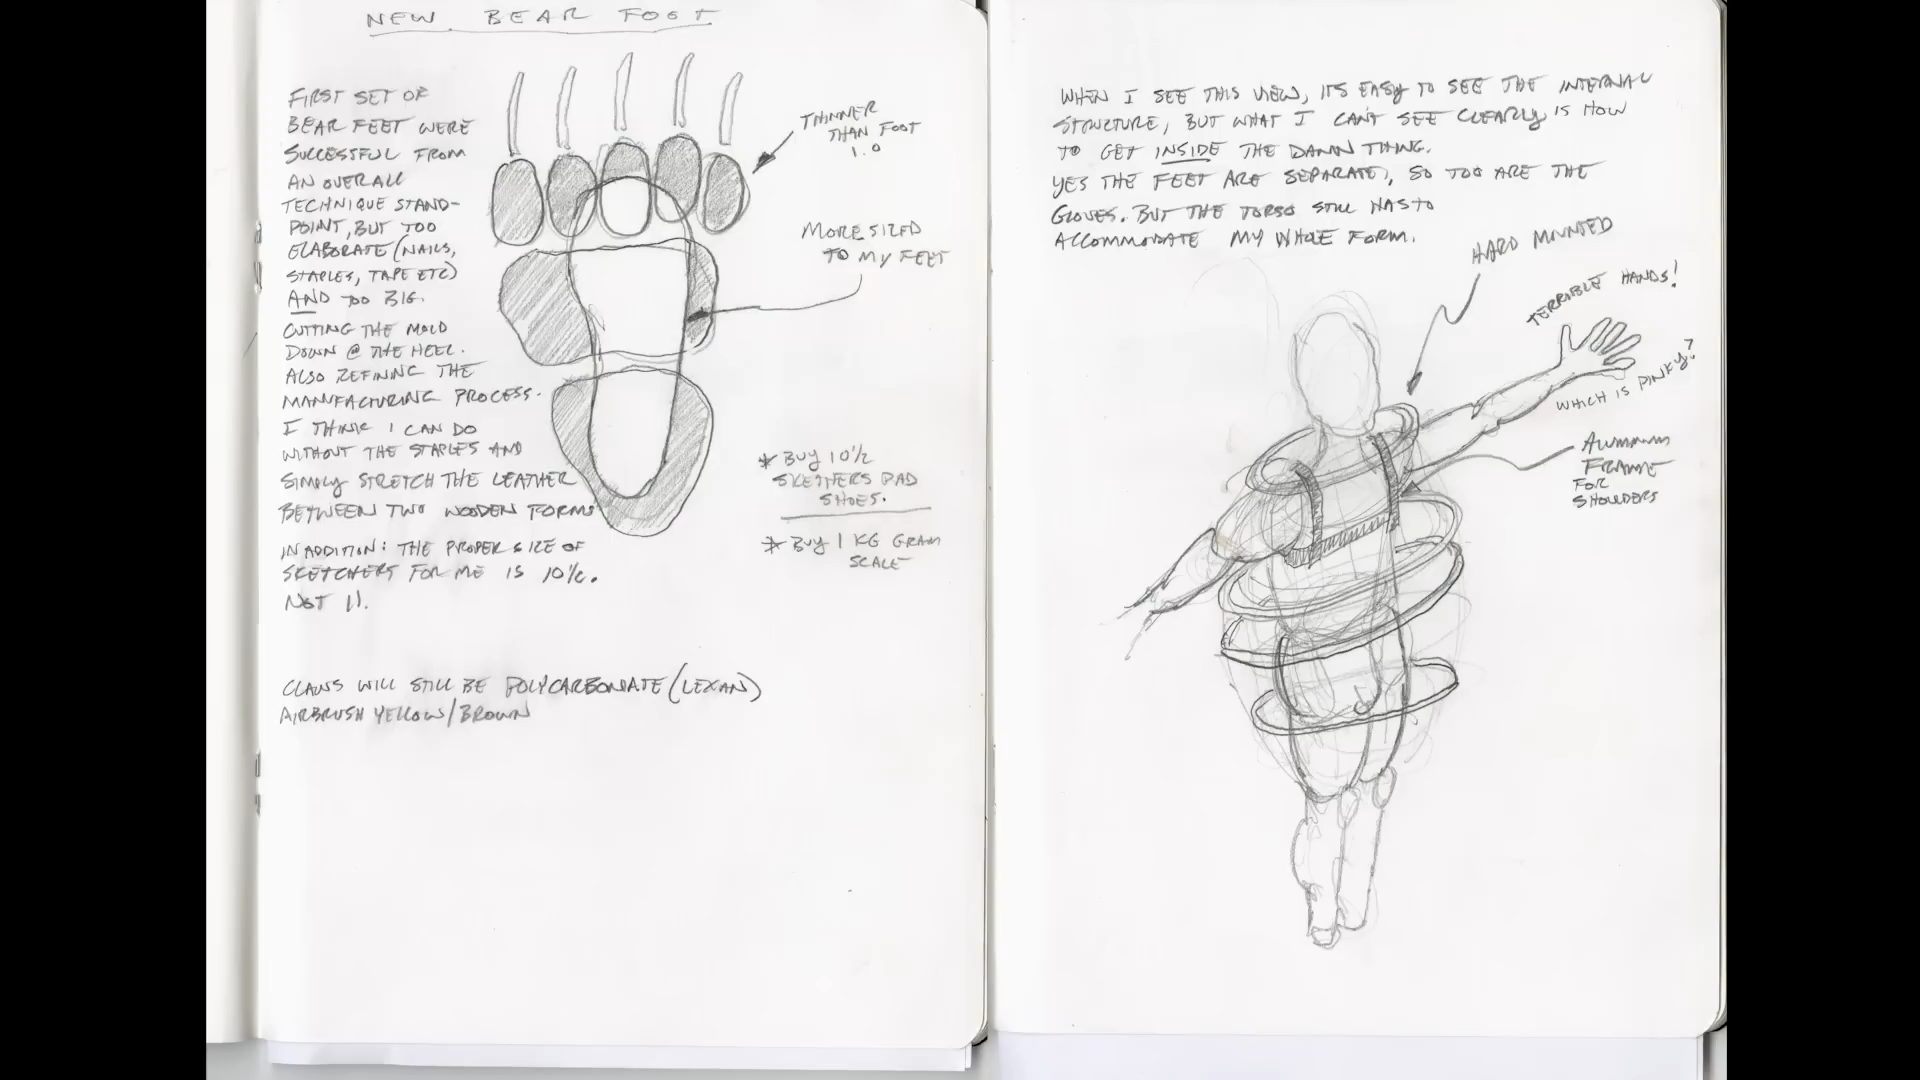 NEW BEAR FOOT
FIRST SET OF
BEAR FEET WERE
SUCCESSFUL FROM
AN OVERALL
TECHNIQUE STAND-
POINT, BUT TOO
ELABORATE (NAILS,
STAPLES, TAPE ETC)
AND TOO BIG.
CUTTING THE MOLD
DOWN @ THE HEEL.
ALSO REFINING THE
MANUFACTURING PROCESS.
I THINK I CAN DO
WITHOUT THE STAPLES AND
SIMPLY STRETCH THE LEATHER
BETWEEN TWO WOODEN FORMS
IN ADDITION: THE PROPER SIZE OF
SKETCHERS FOR ME IS 10½.
NOT 11.
CLAWS WILL STILL BE POLYCARBONATE (LEXAN)
AIRBRUSH YELLOW/BROWN
THINNER
THAN FOOT
1.0
MORE SIZED
TO MY FEET
* BUY 10½
SKETHERS PAD
SHOES.
* BUY 1 KG GRAM
SCALE
WHEN I SEE THIS VIEW, ITS EASY TO SEE THE INTERNAL
STRUCTURE, BUT WHAT I CAN'T SEE CLEARLY IS HOW
TO GET INSIDE THE DAMN THING.
YES THE FEET ARE SEPARATE, SO TOO ARE THE
GLOVES. BUT THE TORSO STILL HAS TO
ACCOMMODATE MY WHOLE FORM.
HARD MOUNTED
TERRIBLE HANDS!
WHICH IS PINKY?
ALUMINUM
FRAME
FOR
SHOULDERS